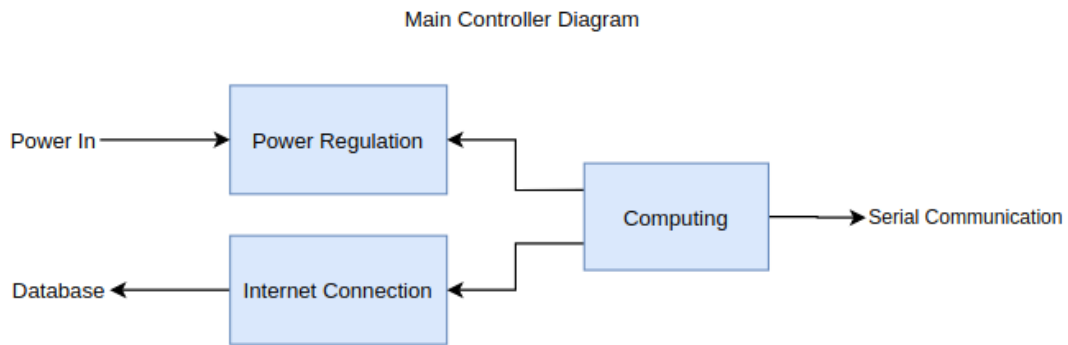 Main Controller Diagram
Power In
Power Regulation
Computing
Serial Communication
Database
Internet Connection